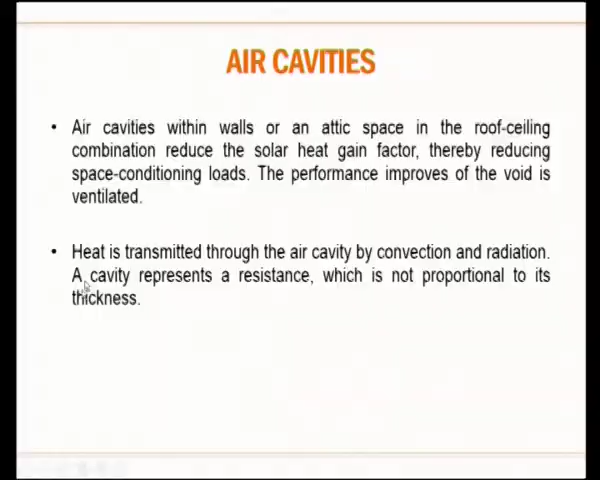 AIR CAVITIES
• Air cavities within walls or an attic space in the roof-ceiling
combination reduce the solar heat gain factor, thereby reducing
space-conditioning loads. The performance improves of the void is
ventilated.
• Heat is transmitted through the air cavity by convection and radiation.
A cavity represents a resistance, which is not proportional to its
thickness.